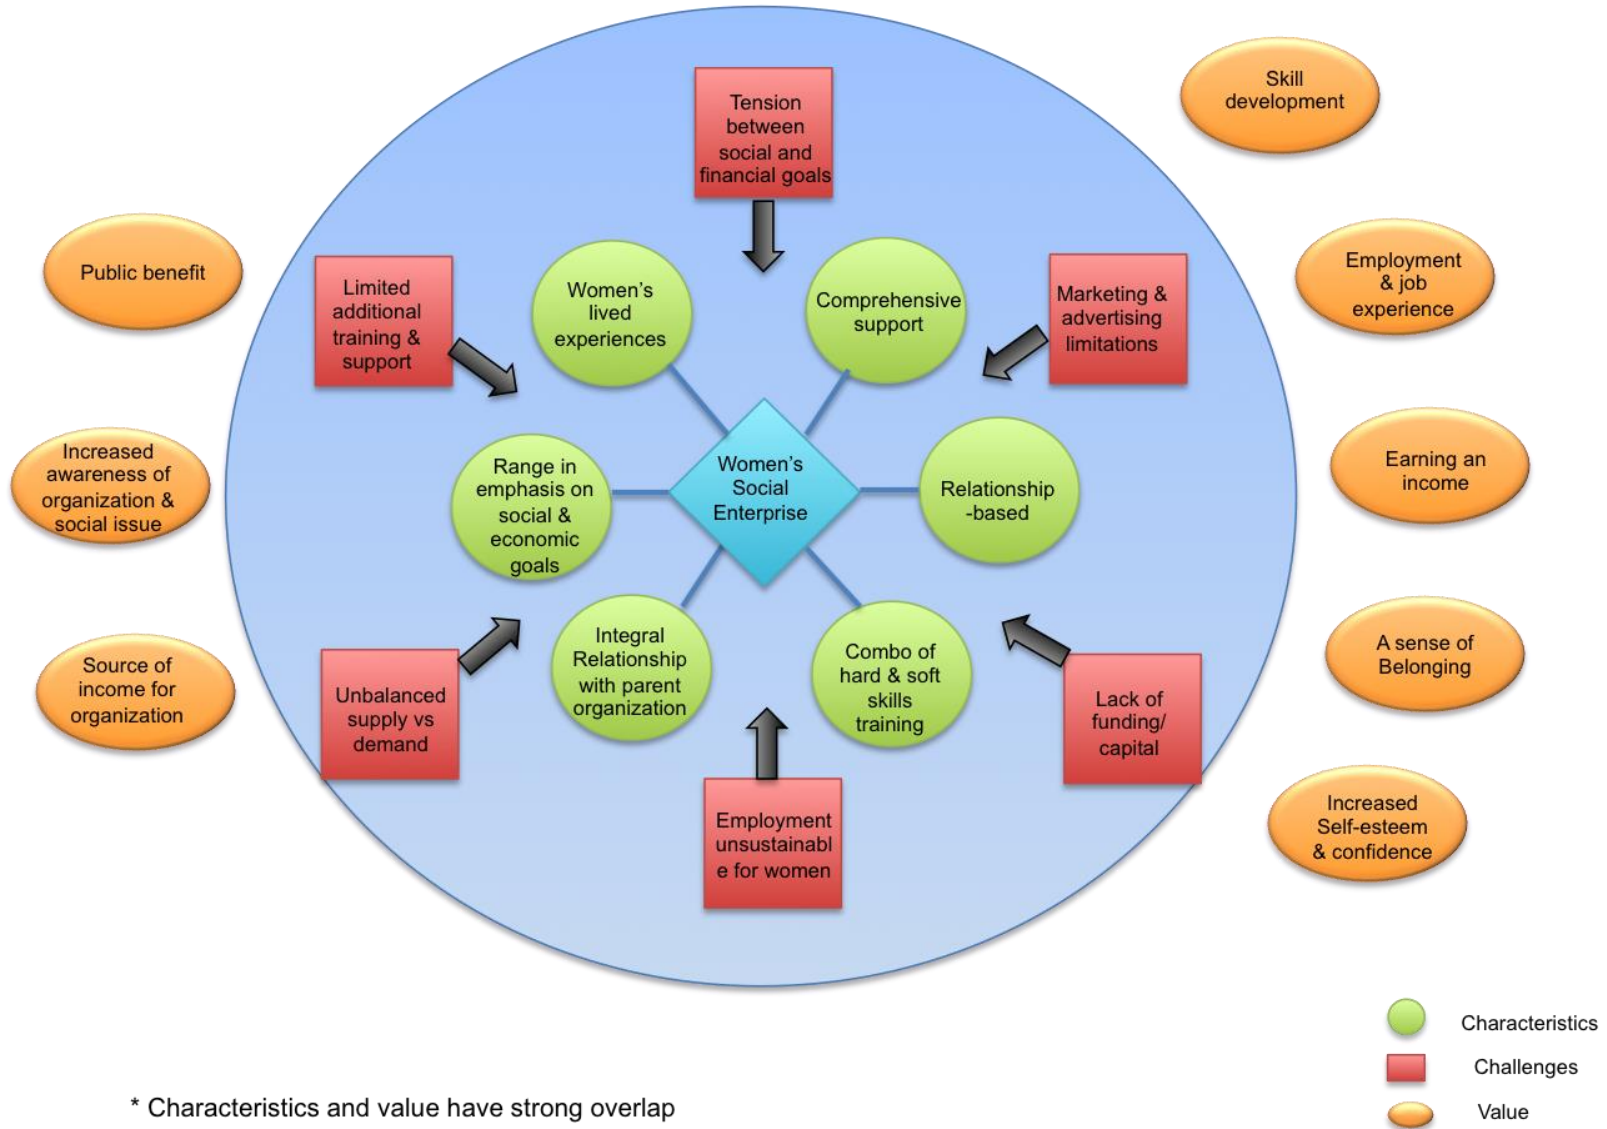 Tension
between
social and
financial goals
Skill
development
Public benefit
Limited
additional
training &
support
Women's
lived
experiences
Comprehensive
support
Marketing &
advertising
limitations
Employment
& job
experience
Increased
awareness of
organization &
social issue
Range in
emphasis on
social &
economic
goals
Women's
Social
Enterprise
Relationship
-based
Earning an
income
Source of
income for
organization
Unbalanced
supply vs
demand
Integral
Relationship
with parent
organization
Combo of
hard & soft
skills
training
Lack of
funding/
capital
A sense of
Belonging
Employment
unsustainabl
e for women
Increased
Self-esteem
& confidence
Characteristics
Challenges
Value
* Characteristics and value have strong overlap